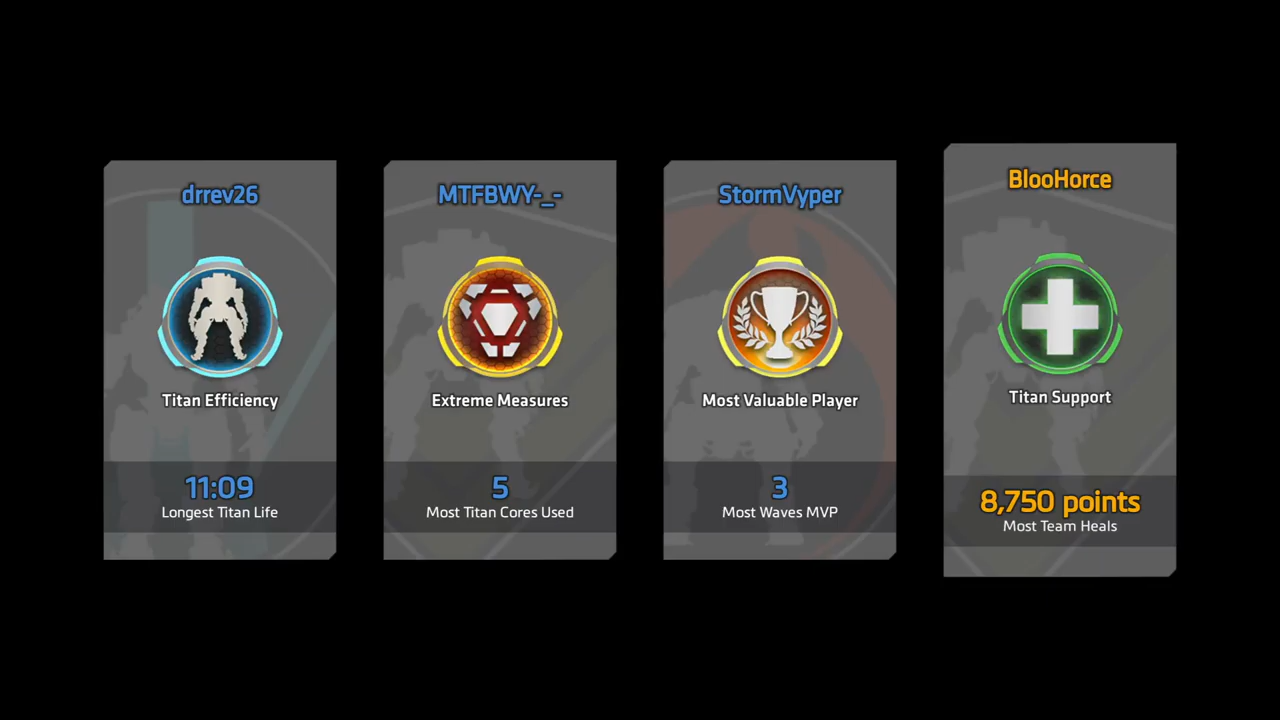 drrev26
Titan Efficiency
11:09
Longest Titan Life
MTFBWY-_-
Extreme Measures
5
Most Titan Cores Used
StormVyper
Most Valuable Player
3
Most Waves MVP
BlooHorce
Titan Support
8,750 points
Most Team Heals